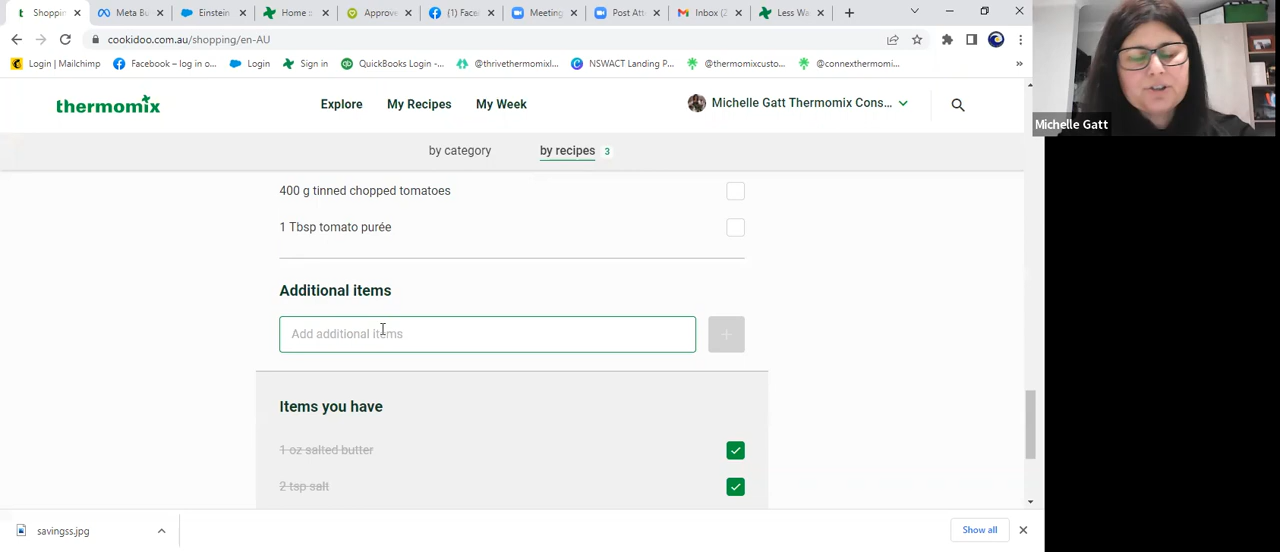 Shoppin
Meta Bu
Einstein
Home »
Approve
(1) Face
Meeting
Post Att
Inbox (2
Less Wa
cookidoo.com.au/shopping/en-AU
Login | Mailchimp
Facebook – log in o...
Login
Sign in
QuickBooks Login -...
@thrivethermomixl...
NSWACT Landing P...
@thermomixcusto...
@connexthermomi...
»
thermomix
Explore
My Recipes
My Week
Michelle Gatt Thermomix Cons...
Michelle Gatt
by category
by recipes 3
400 g tinned chopped tomatoes
1 Tbsp tomato purée
Additional items
Add additional items
+
Items you have
1 oz salted butter
2 tsp salt
savingss.jpg
Show all